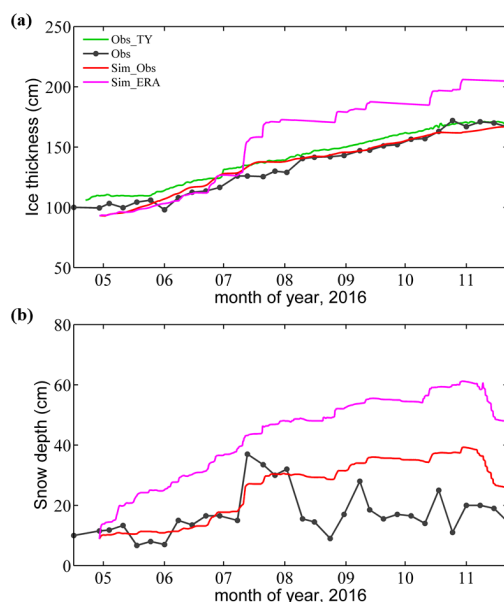 (a)
Obs_TY
Obs
Sim_Obs
Sim_ERA
250
200
150
100
50
Ice thickness (cm)
05 06 07 08 09 10 11
month of year, 2016
(b)
80
60
40
20
0
Snow depth (cm)
05 06 07 08 09 10 11
month of year, 2016